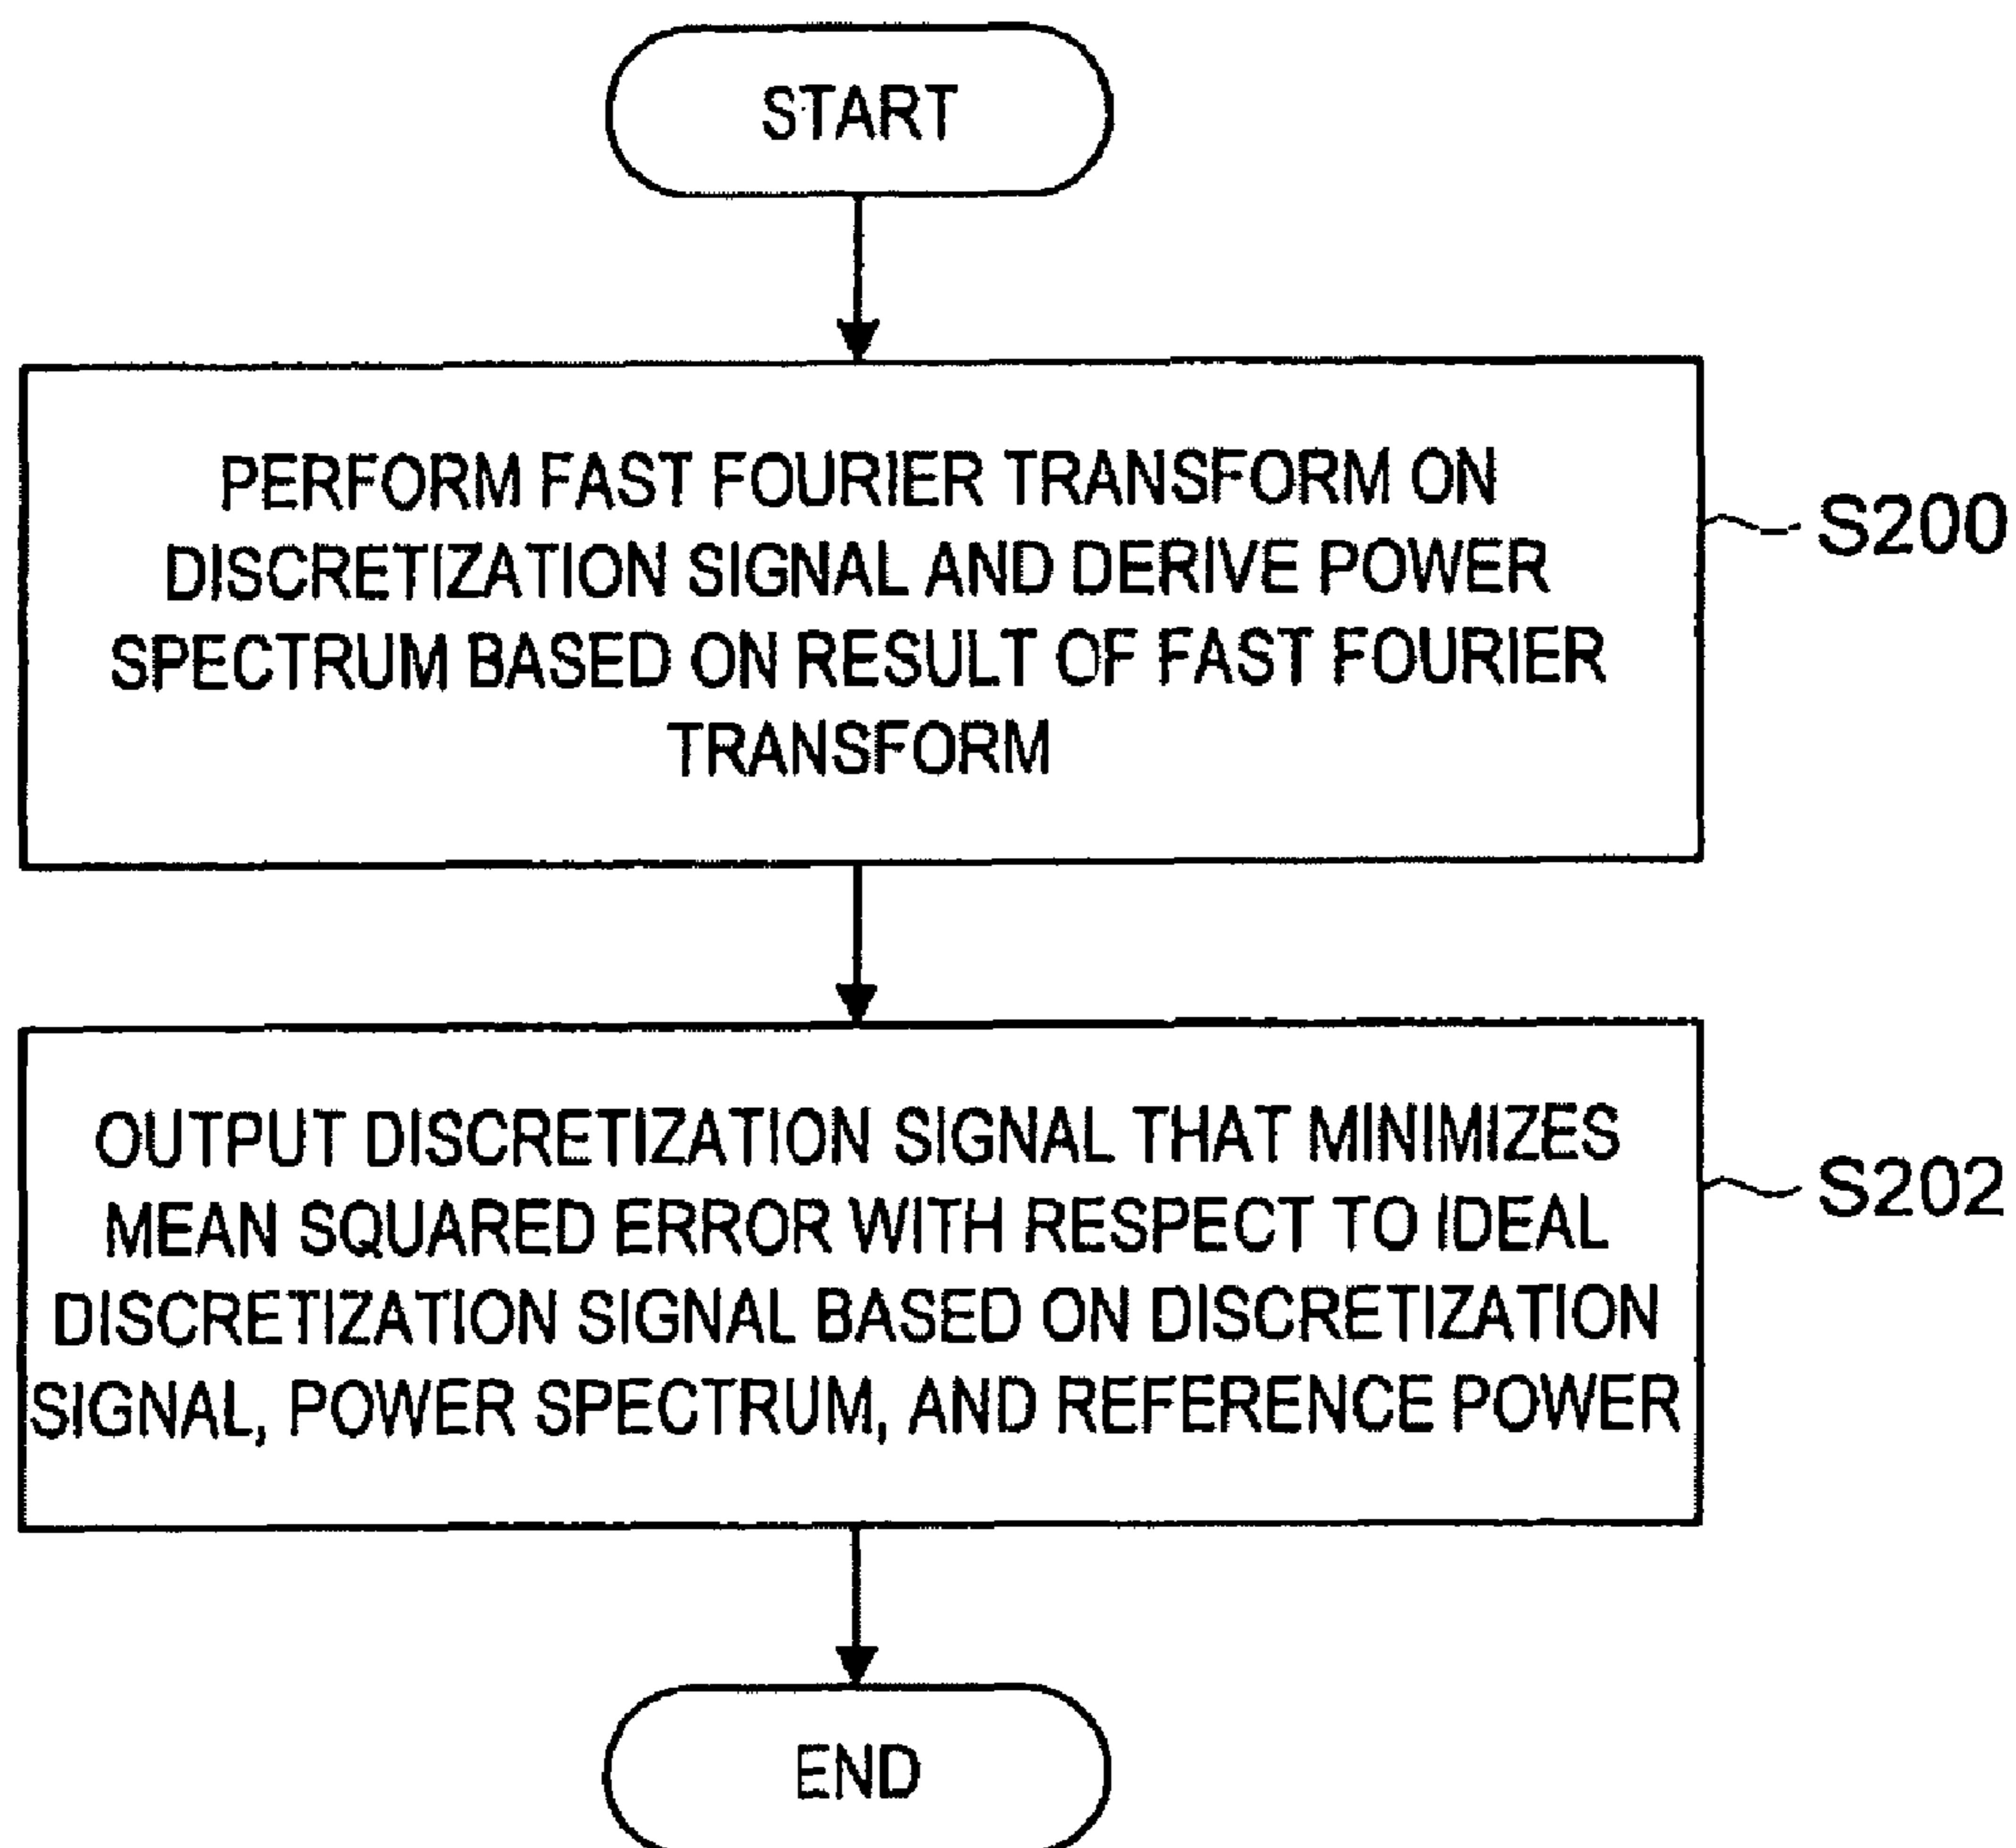 START
PERFORM FAST FOURIER TRANSFORM ON
DISCRETIZATION SIGNAL AND DERIVE POWER
SPECTRUM BASED ON RESULT OF FAST FOURIER
TRANSFORM
S200
OUTPUT DISCRETIZATION SIGNAL THAT MINIMIZES
MEAN SQUARED ERROR WITH RESPECT TO IDEAL
DISCRETIZATION SIGNAL BASED ON DISCRETIZATION
SIGNAL, POWER SPECTRUM, AND REFERENCE POWER
S202
END